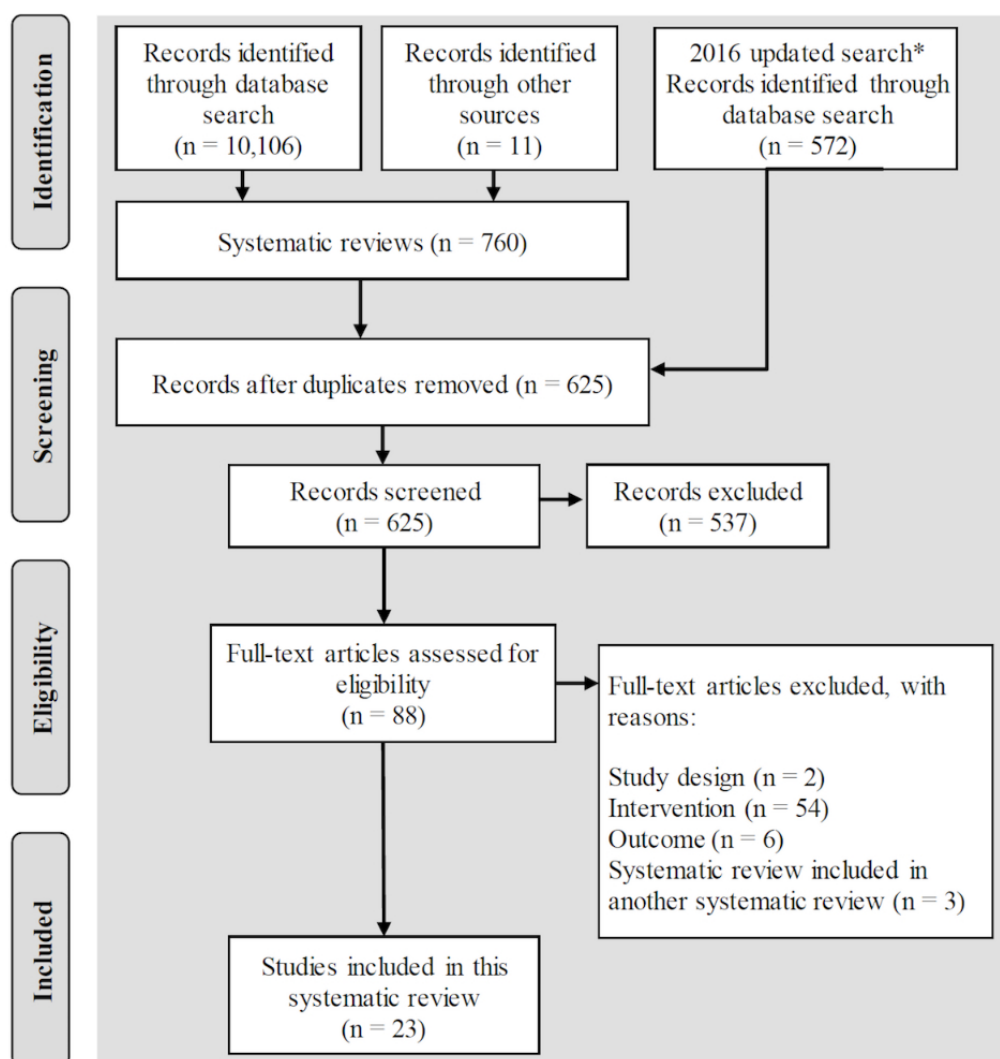 Identification
Records identified
through database
search
(n = 10,106)
Records identified
through other
sources
(n = 11)
2016 updated search*
Records identified through
database search
(n = 572)
Systematic reviews (n = 760)
Screening
Records after duplicates removed (n = 625)
Records screened
(n = 625)
Records excluded
(n = 537)
Eligibility
Full-text articles assessed for
eligibility
(n = 88)
Full-text articles excluded, with
reasons:
Study design (n = 2)
Intervention (n = 54)
Outcome (n = 6)
Systematic review included in
another systematic review (n = 3)
Included
Studies included in this
systematic review
(n = 23)